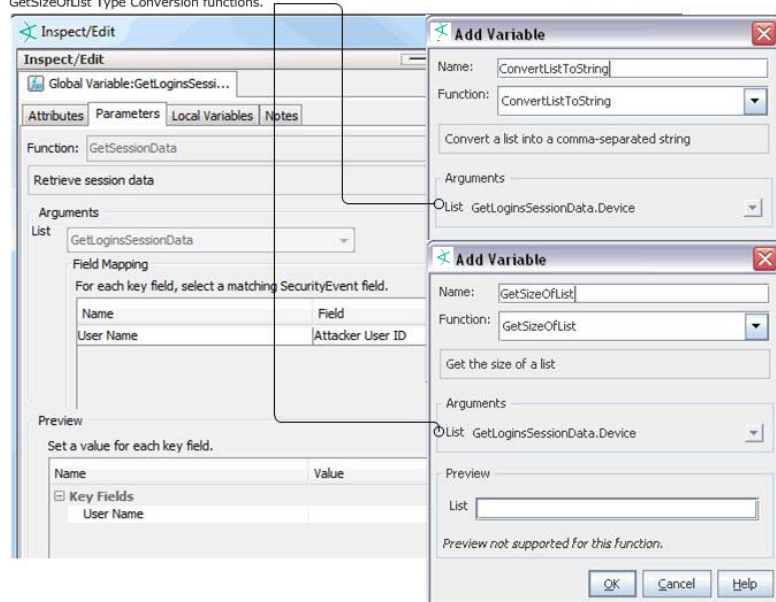 GetSizeOfList Type Conversion functions.
Inspect/Edit
Inspect/Edit
Global Variable:GetLoginsSessi...
Attributes Parameters Local Variables Notes
Function: GetSessionData
Retrieve session data
Arguments
List GetLoginsSessionData
Field Mapping
For each key field, select a matching SecurityEvent field.
Name Field
User Name Attacker User ID
Preview
Set a value for each key field.
Name Value
Key Fields
User Name
Add Variable
Name: ConvertListToString
Function: ConvertListToString
Convert a list into a comma-separated string
Arguments
List GetLoginsSessionData.Device
Add Variable
Name: GetSizeOfList
Function: GetSizeOfList
Get the size of a list
Arguments
List GetLoginsSessionData.Device
Preview
List
Preview not supported for this function.
OK Cancel Help